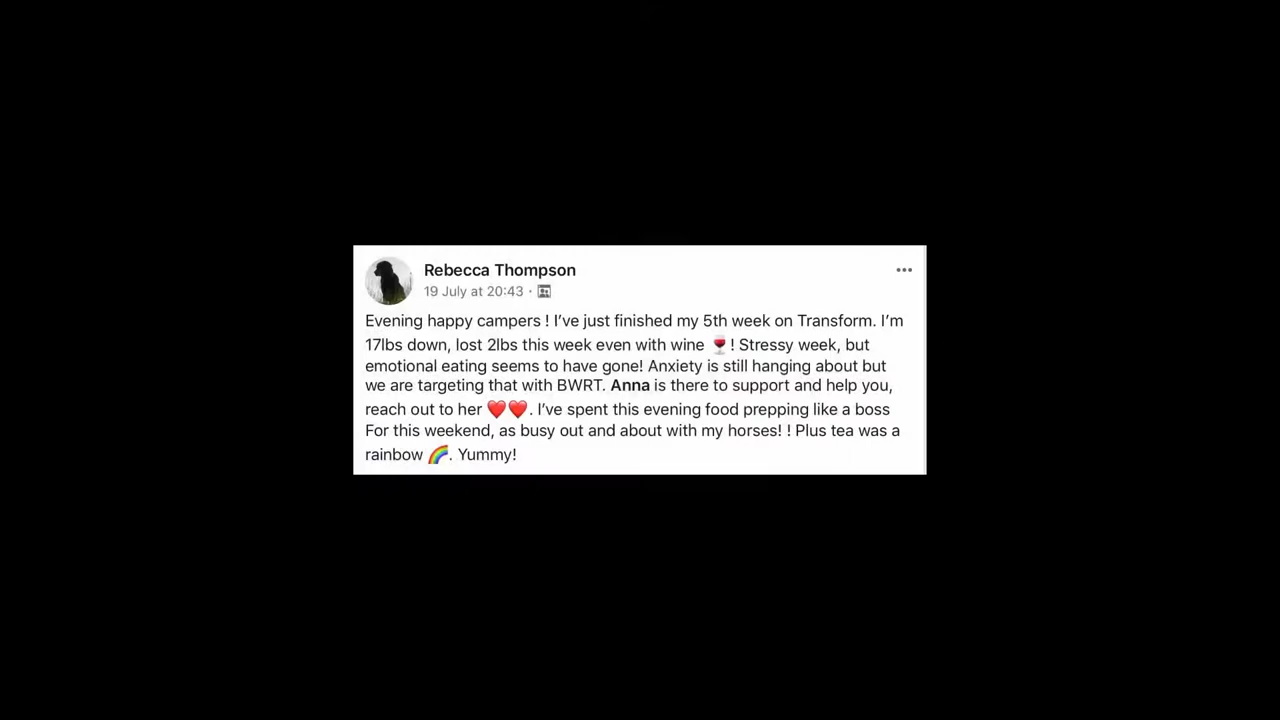 Rebecca Thompson
19 July at 20:43 ·
Evening happy campers ! I’ve just finished my 5th week on Transform. I’m
17lbs down, lost 2lbs this week even with wine 🍷! Stressy week, but
emotional eating seems to have gone! Anxiety is still hanging about but
we are targeting that with BWRT. Anna is there to support and help you,
reach out to her ❤️❤️. I’ve spent this evening food prepping like a boss
For this weekend, as busy out and about with my horses! ! Plus tea was a
rainbow 🌈. Yummy!